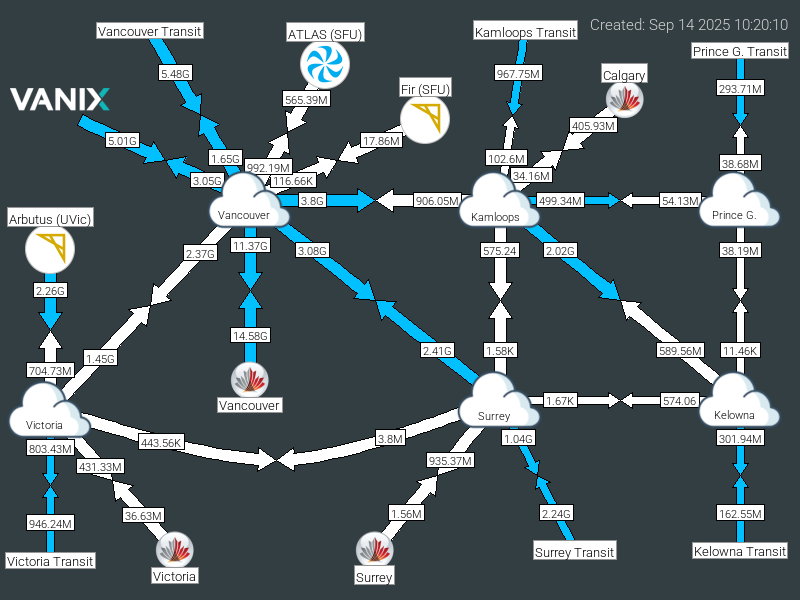 Created: Sep 14 2025 10:20:10
Vancouver Transit
ATLAS (SFU)
Kamloops Transit
Prince G. Transit
5.48G
967.75M
Calgary
293.71M
VANIX
565.39M
Fir (SFU)
405.93M
5.01G
17.86M
1.65G
992.19M
102.6M
38.68M
3.05G
116.66K
34.16M
3.8G
906.05M
499.34M
54.13M
Vancouver
Kamloops
Prince G.
Arbutus (UVic)
2.37G
11.37G
3.08G
575.24
2.02G
38.19M
2.26G
14.58G
1.45G
2.41G
1.58K
589.56M
11.46K
704.73M
Vancouver
1.67K
574.06
Victoria
Surrey
Kelowna
803.43M
443.56K
3.8M
1.04G
301.94M
431.33M
935.37M
946.24M
36.63M
1.56M
2.24G
162.55M
Victoria Transit
Victoria
Surrey
Surrey Transit
Kelowna Transit